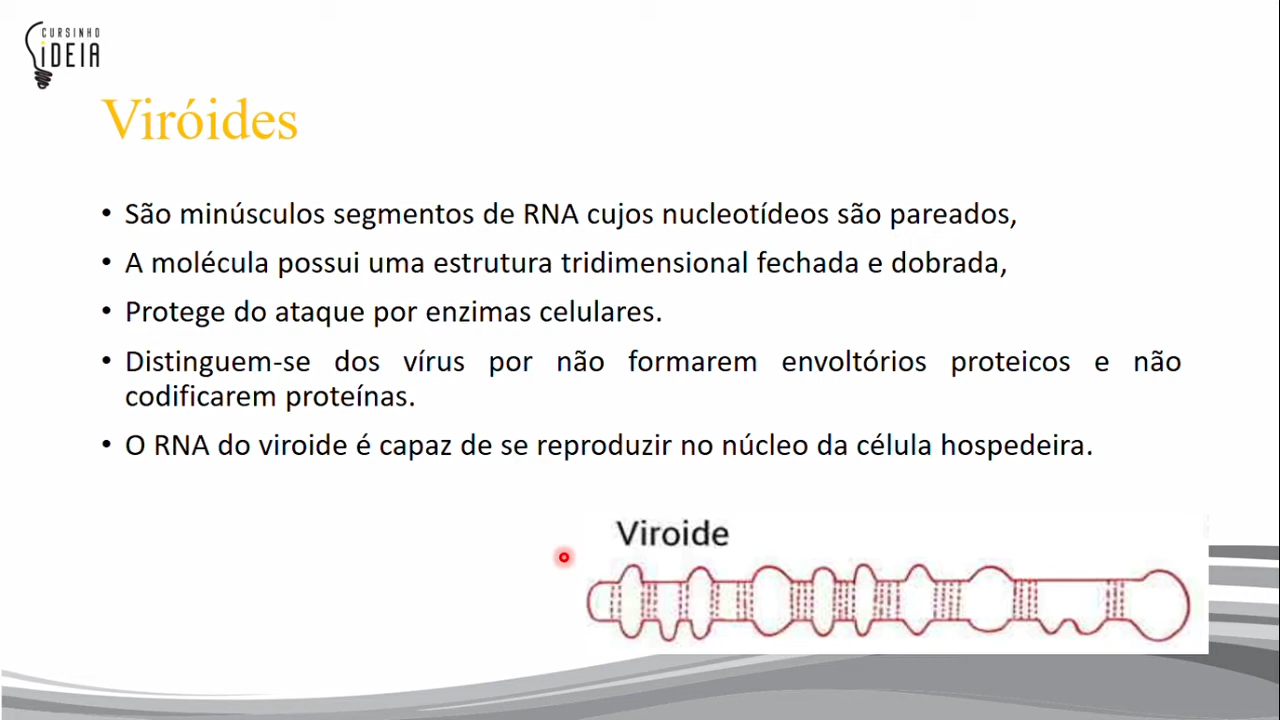 CURSINHO
iDEIA
Viróides
• São minúsculos segmentos de RNA cujos nucleotídeos são pareados,
• A molécula possui uma estrutura tridimensional fechada e dobrada,
• Protege do ataque por enzimas celulares.
• Distinguem-se dos vírus por não formarem envoltórios proteicos e não
codificarem proteínas.
• O RNA do viroide é capaz de se reproduzir no núcleo da célula hospedeira.
Viroide